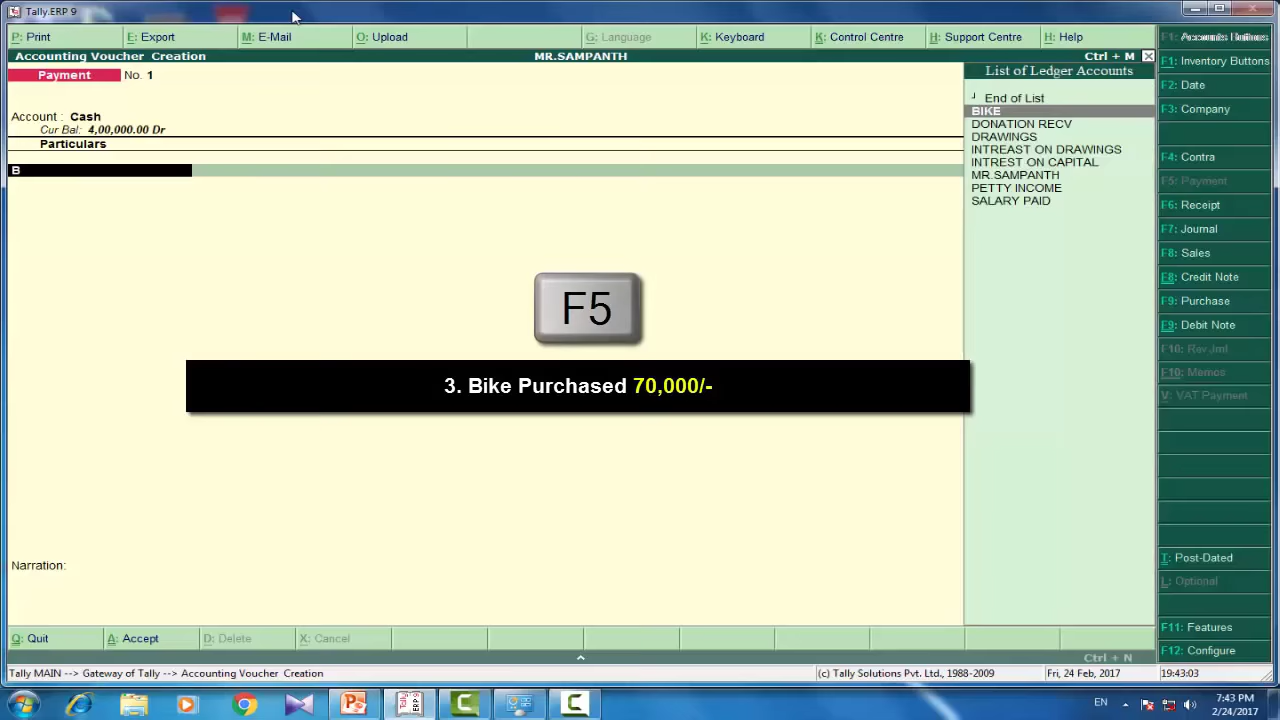 Tally.ERP 9
P: Print
E: Export
M: E-Mail
O: Upload
G: Language
K: Keyboard
K: Control Centre
H: Support Centre
H: Help
Accounting Voucher Creation
MR.SAMPANTH
Ctrl + M
Payment No. 1
Account : Cash
Cur Bal: 4,00,000.00 Dr
Particulars
B
List of Ledger Accounts
End of List
BIKE
DONATION RECV
DRAWINGS
INTREAST ON DRAWINGS
INTREST ON CAPITAL
MR.SAMPANTH
PETTY INCOME
SALARY PAID
F1: Inventory Buttons
F2: Date
F3: Company
F4: Contra
F5: Payment
F6: Receipt
F7: Journal
F8: Sales
F8: Credit Note
F9: Purchase
F9: Debit Note
F10: Rev Jrnl
F10: Memos
V: VAT Payment
T: Post-Dated
L: Optional
F11: Features
F12: Configure
F5
3. Bike Purchased 70,000/-
Narration:
Q: Quit
A: Accept
D: Delete
X: Cancel
Ctrl + N
Tally MAIN --> Gateway of Tally --> Accounting Voucher Creation
(c) Tally Solutions Pvt. Ltd., 1988-2009
Fri, 24 Feb, 2017
19:43:03
EN
7:43 PM
2/24/2017